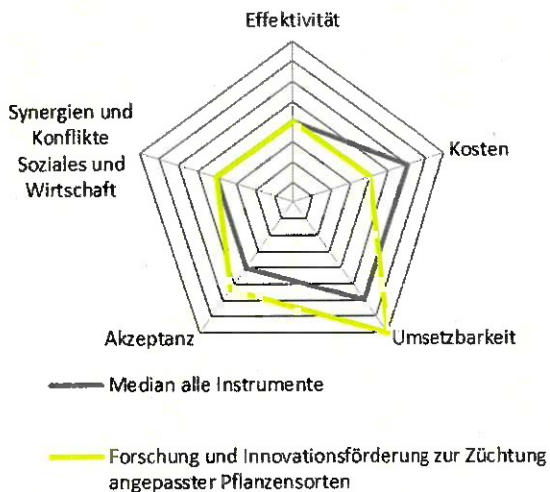 Effektivität
Synergien und
Konflikte
Soziales und
Wirtschaft
Kosten
Akzeptanz
Umsetzbarkeit
Median alle Instrumente
Forschung und Innovationsförderung zur Züchtung
angepasster Pflanzensorten